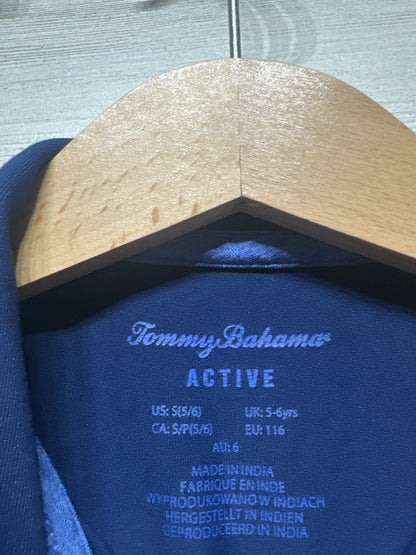 Tommy Bahama®
ACTIVE
US: S(5/6) UK: 5-6yrs
CA: S/P(5/6) EU: 116
AU: 6
MADE IN INDIA
FABRIQUÉ EN INDE
WYPRODUKOWANO W INDIACH
HERGESTELLT IN INDIEN
GEPRODUCEERD IN INDIA